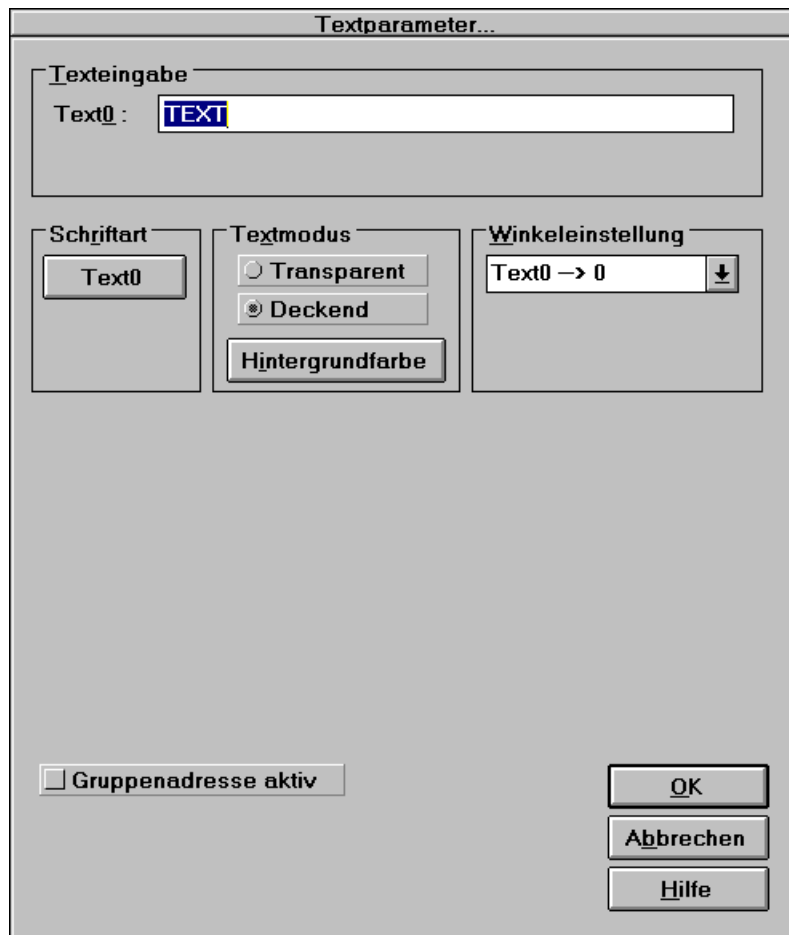 Textparameter...
Texteingabe
Text0 : TEXT
Schriftart
Text0
Textmodus
Transparent
Deckend
Hintergrundfarbe
Winkeleinstellung
Text0 —> 0
Gruppenadresse aktiv
OK
Abbrechen
Hilfe